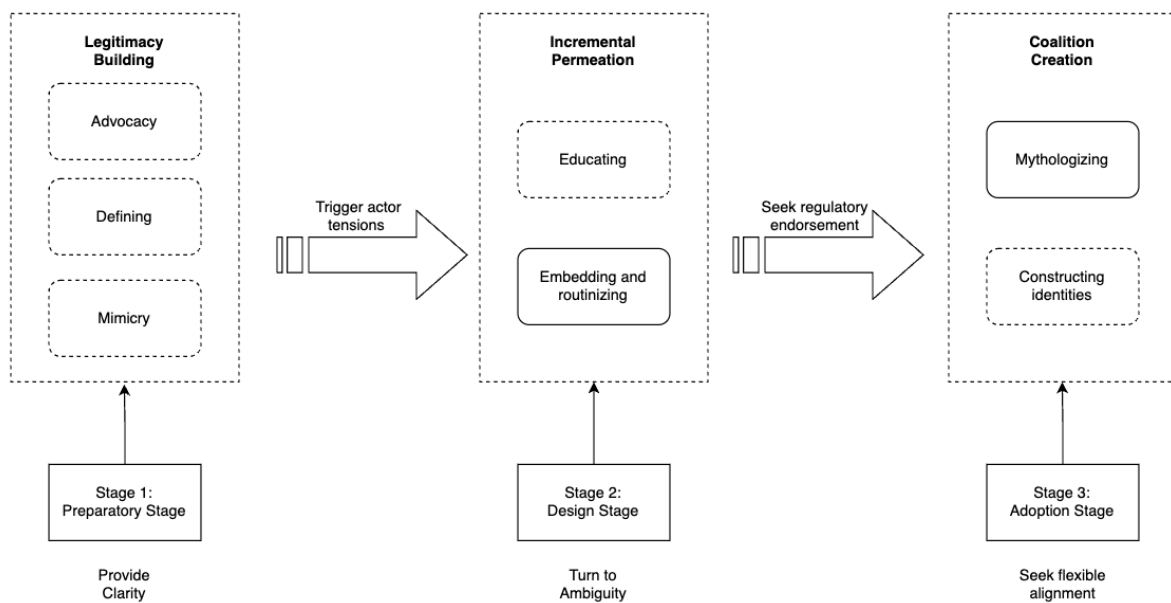 Legitimacy
Building
Advocacy
Defining
Mimicry
Trigger actor
tensions
Incremental
Permeation
Educating
Embedding and
routinizing
Seek regulatory
endorsement
Coalition
Creation
Mythologizing
Constructing
identities
Stage 1:
Preparatory Stage
Stage 2:
Design Stage
Stage 3:
Adoption Stage
Provide
Clarity
Turn to
Ambiguity
Seek flexible
alignment